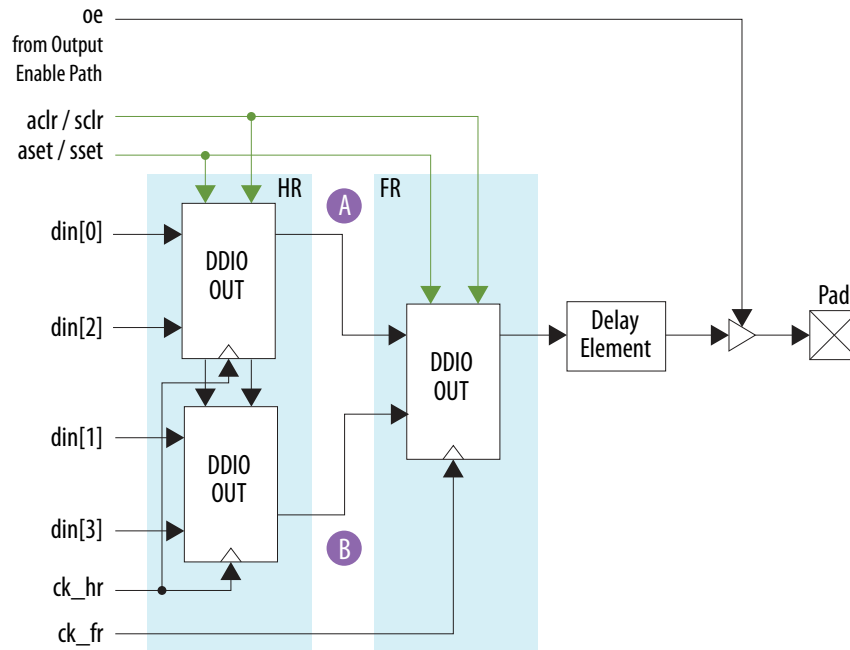 oe
from Output
Enable Path
aclr / sclr
aset / sset
HR
FR
A
din[0]
DDIO
OUT
din[2]
Pad
Delay
Element
DDIO
OUT
din[1]
DDIO
OUT
din[3]
B
ck_hr
ck_fr